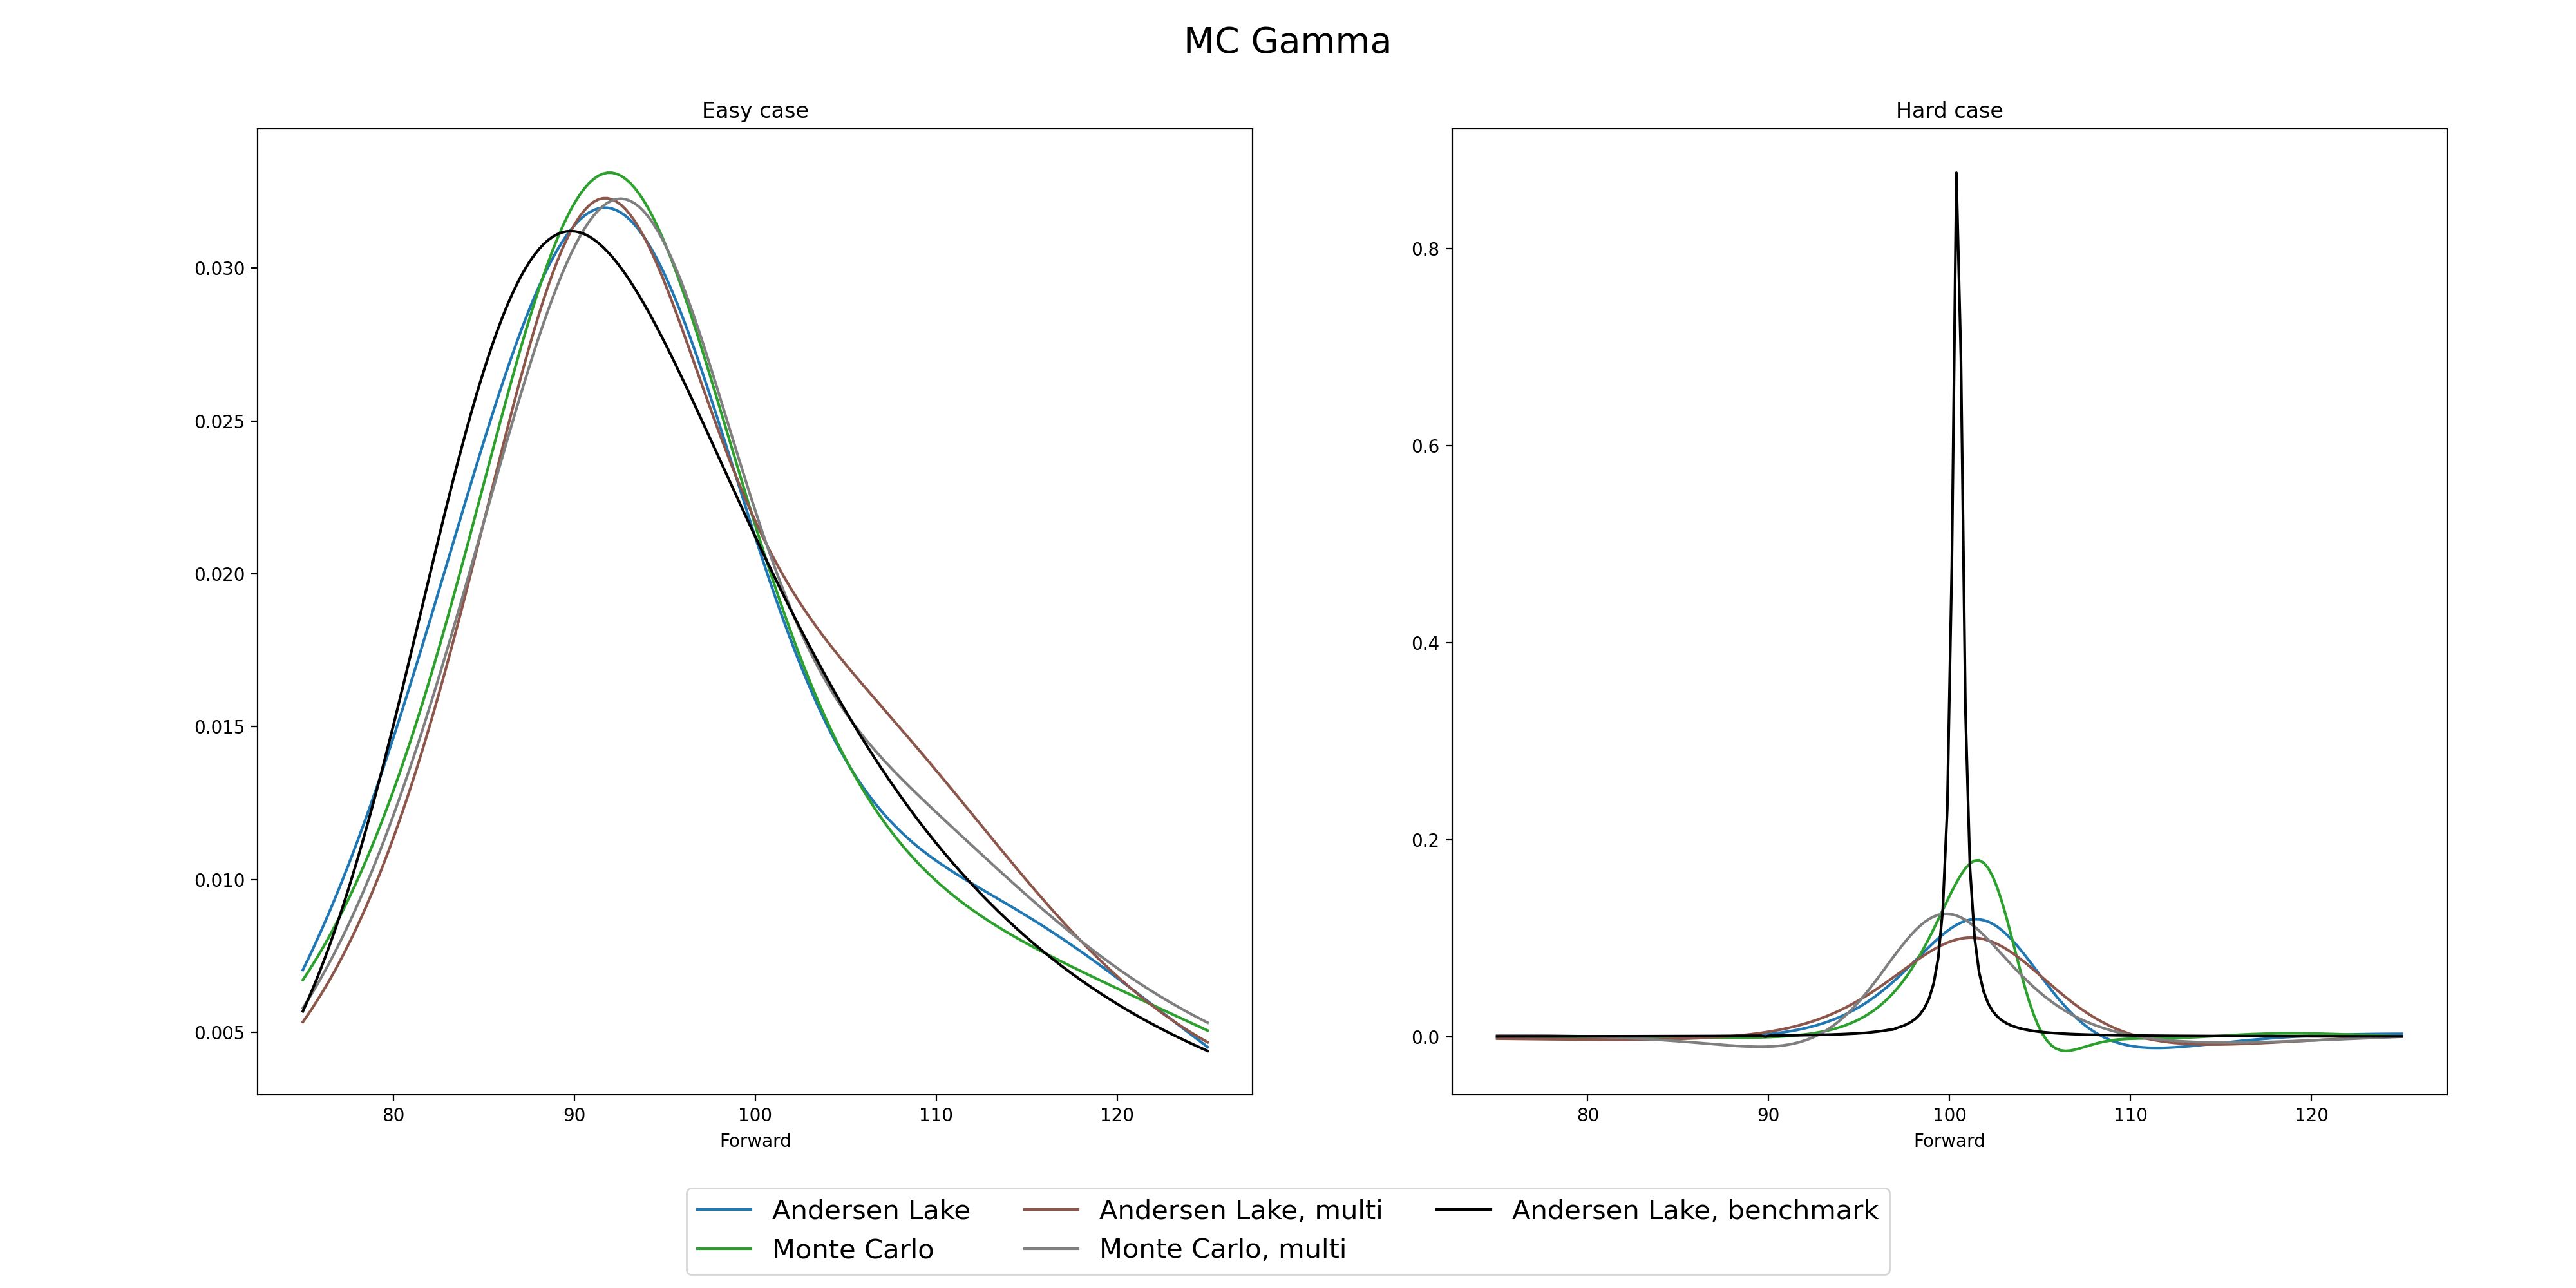 MC Gamma
Easy case
0.030
0.025
0.020
0.015
0.010
0.005
80 90 100 110 120
Forward
Hard case
0.8
0.6
0.4
0.2
0.0
80 90 100 110 120
Forward
Andersen Lake
Monte Carlo
Andersen Lake, multi
Monte Carlo, multi
Andersen Lake, benchmark